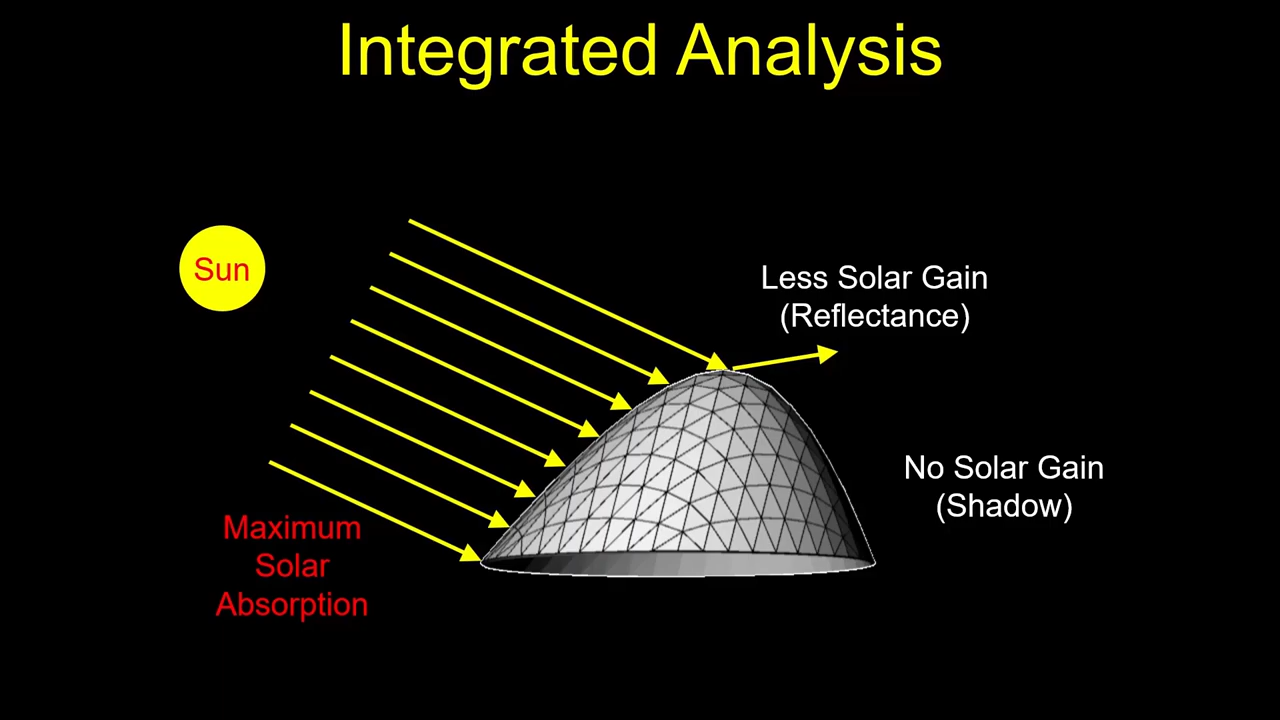 Integrated Analysis
Sun
Less Solar Gain
(Reflectance)
No Solar Gain
(Shadow)
Maximum
Solar
Absorption